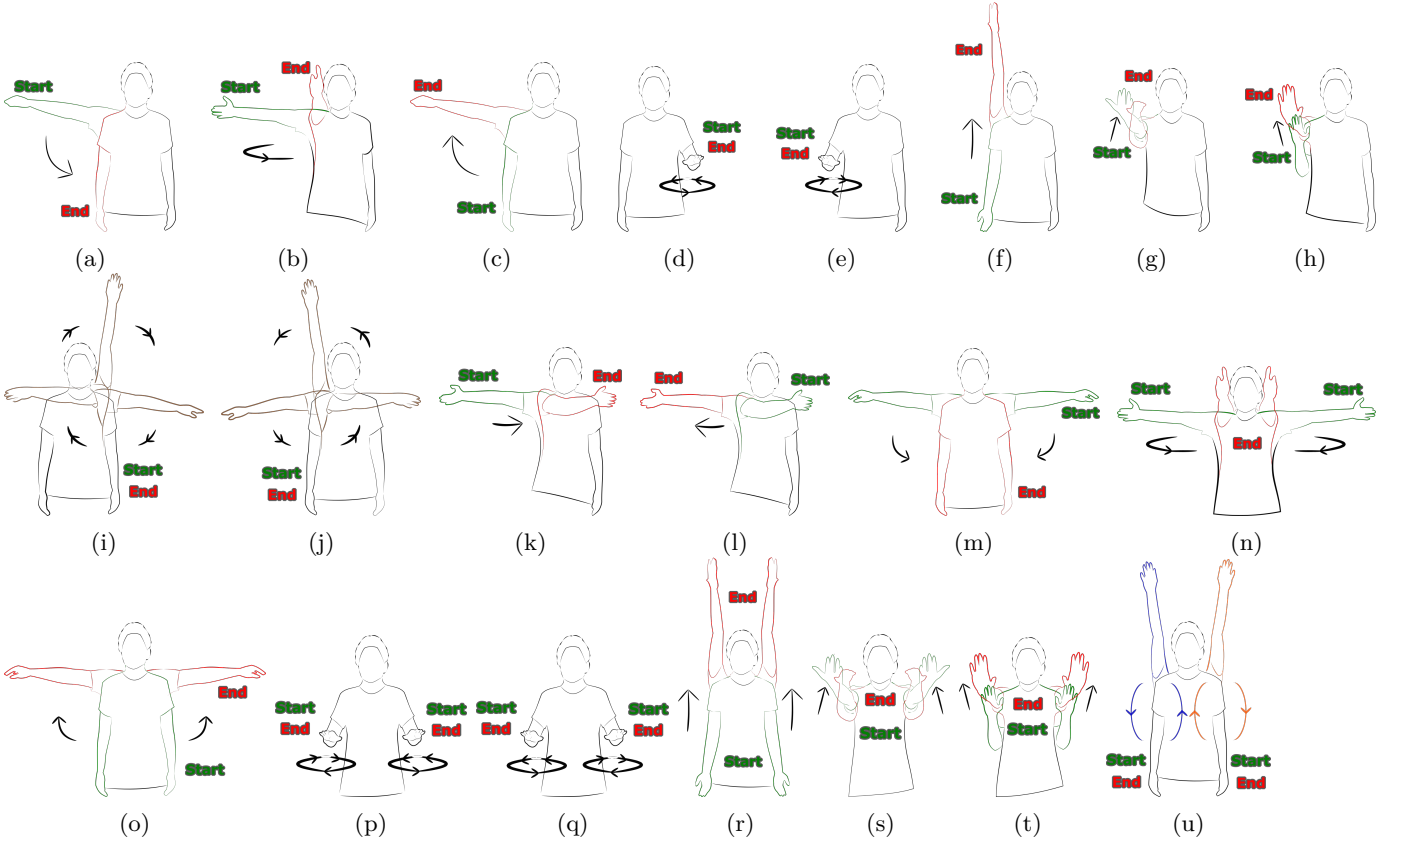 Start
End
(a)
Start
End
(b)
End
Start
(c)
Start
End
(d)
Start
End
(e)
End
Start
(f)
End
Start
(g)
End
Start
(h)
Start
End
(i)
Start
End
(j)
Start
End
(k)
End
Start
(l)
Start
End
(m)
Start
Start
End
(n)
End
Start
(o)
Start
End
Start
End
(p)
Start
End
Start
End
(q)
End
Start
(r)
End
Start
(s)
End
Start
(t)
Start
End
Start
End
(u)